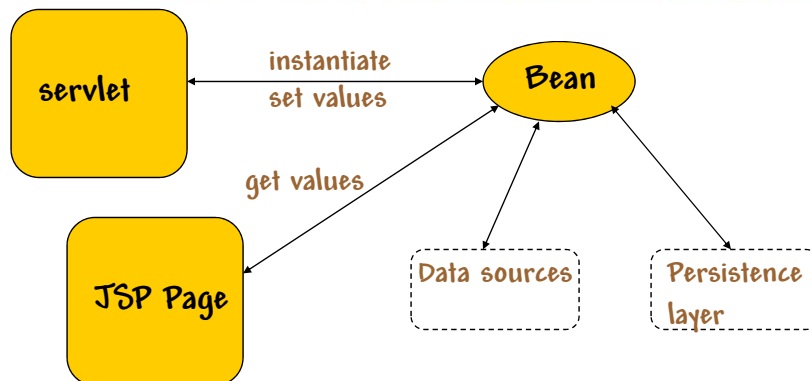 instantiate
servlet
Bean
set values
get values
Data sources
Persistence
layer
JSP Page